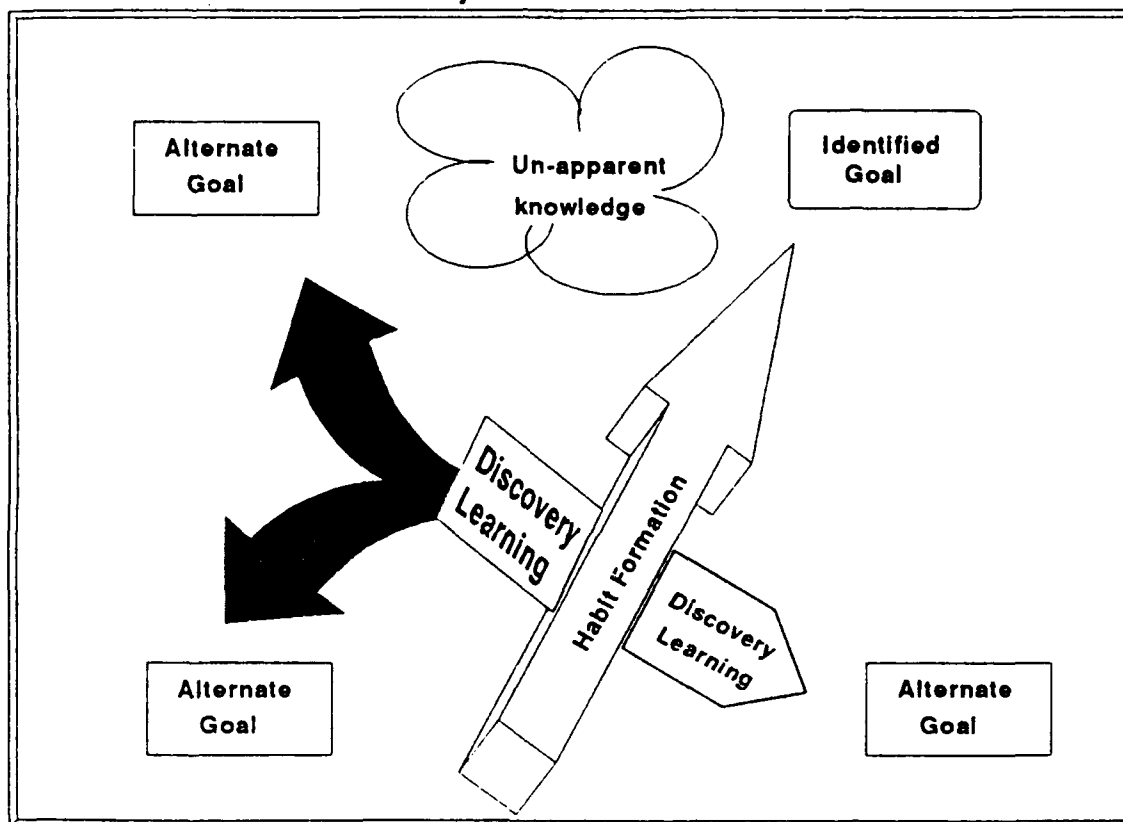 Alternate
Goal
Un-apparent
knowledge
Identified
Goal
Discovery
Learning
Habit Formation
Discovery
Learning
Alternate
Goal
Alternate
Goal